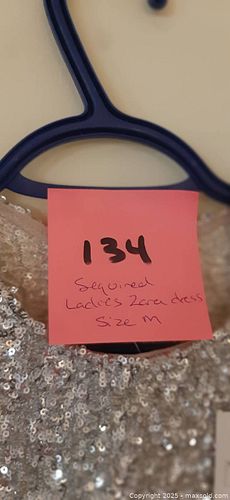 134
Sequined
Ladies Zara dress
Size M
Copyright © 2025 - maxsold.com